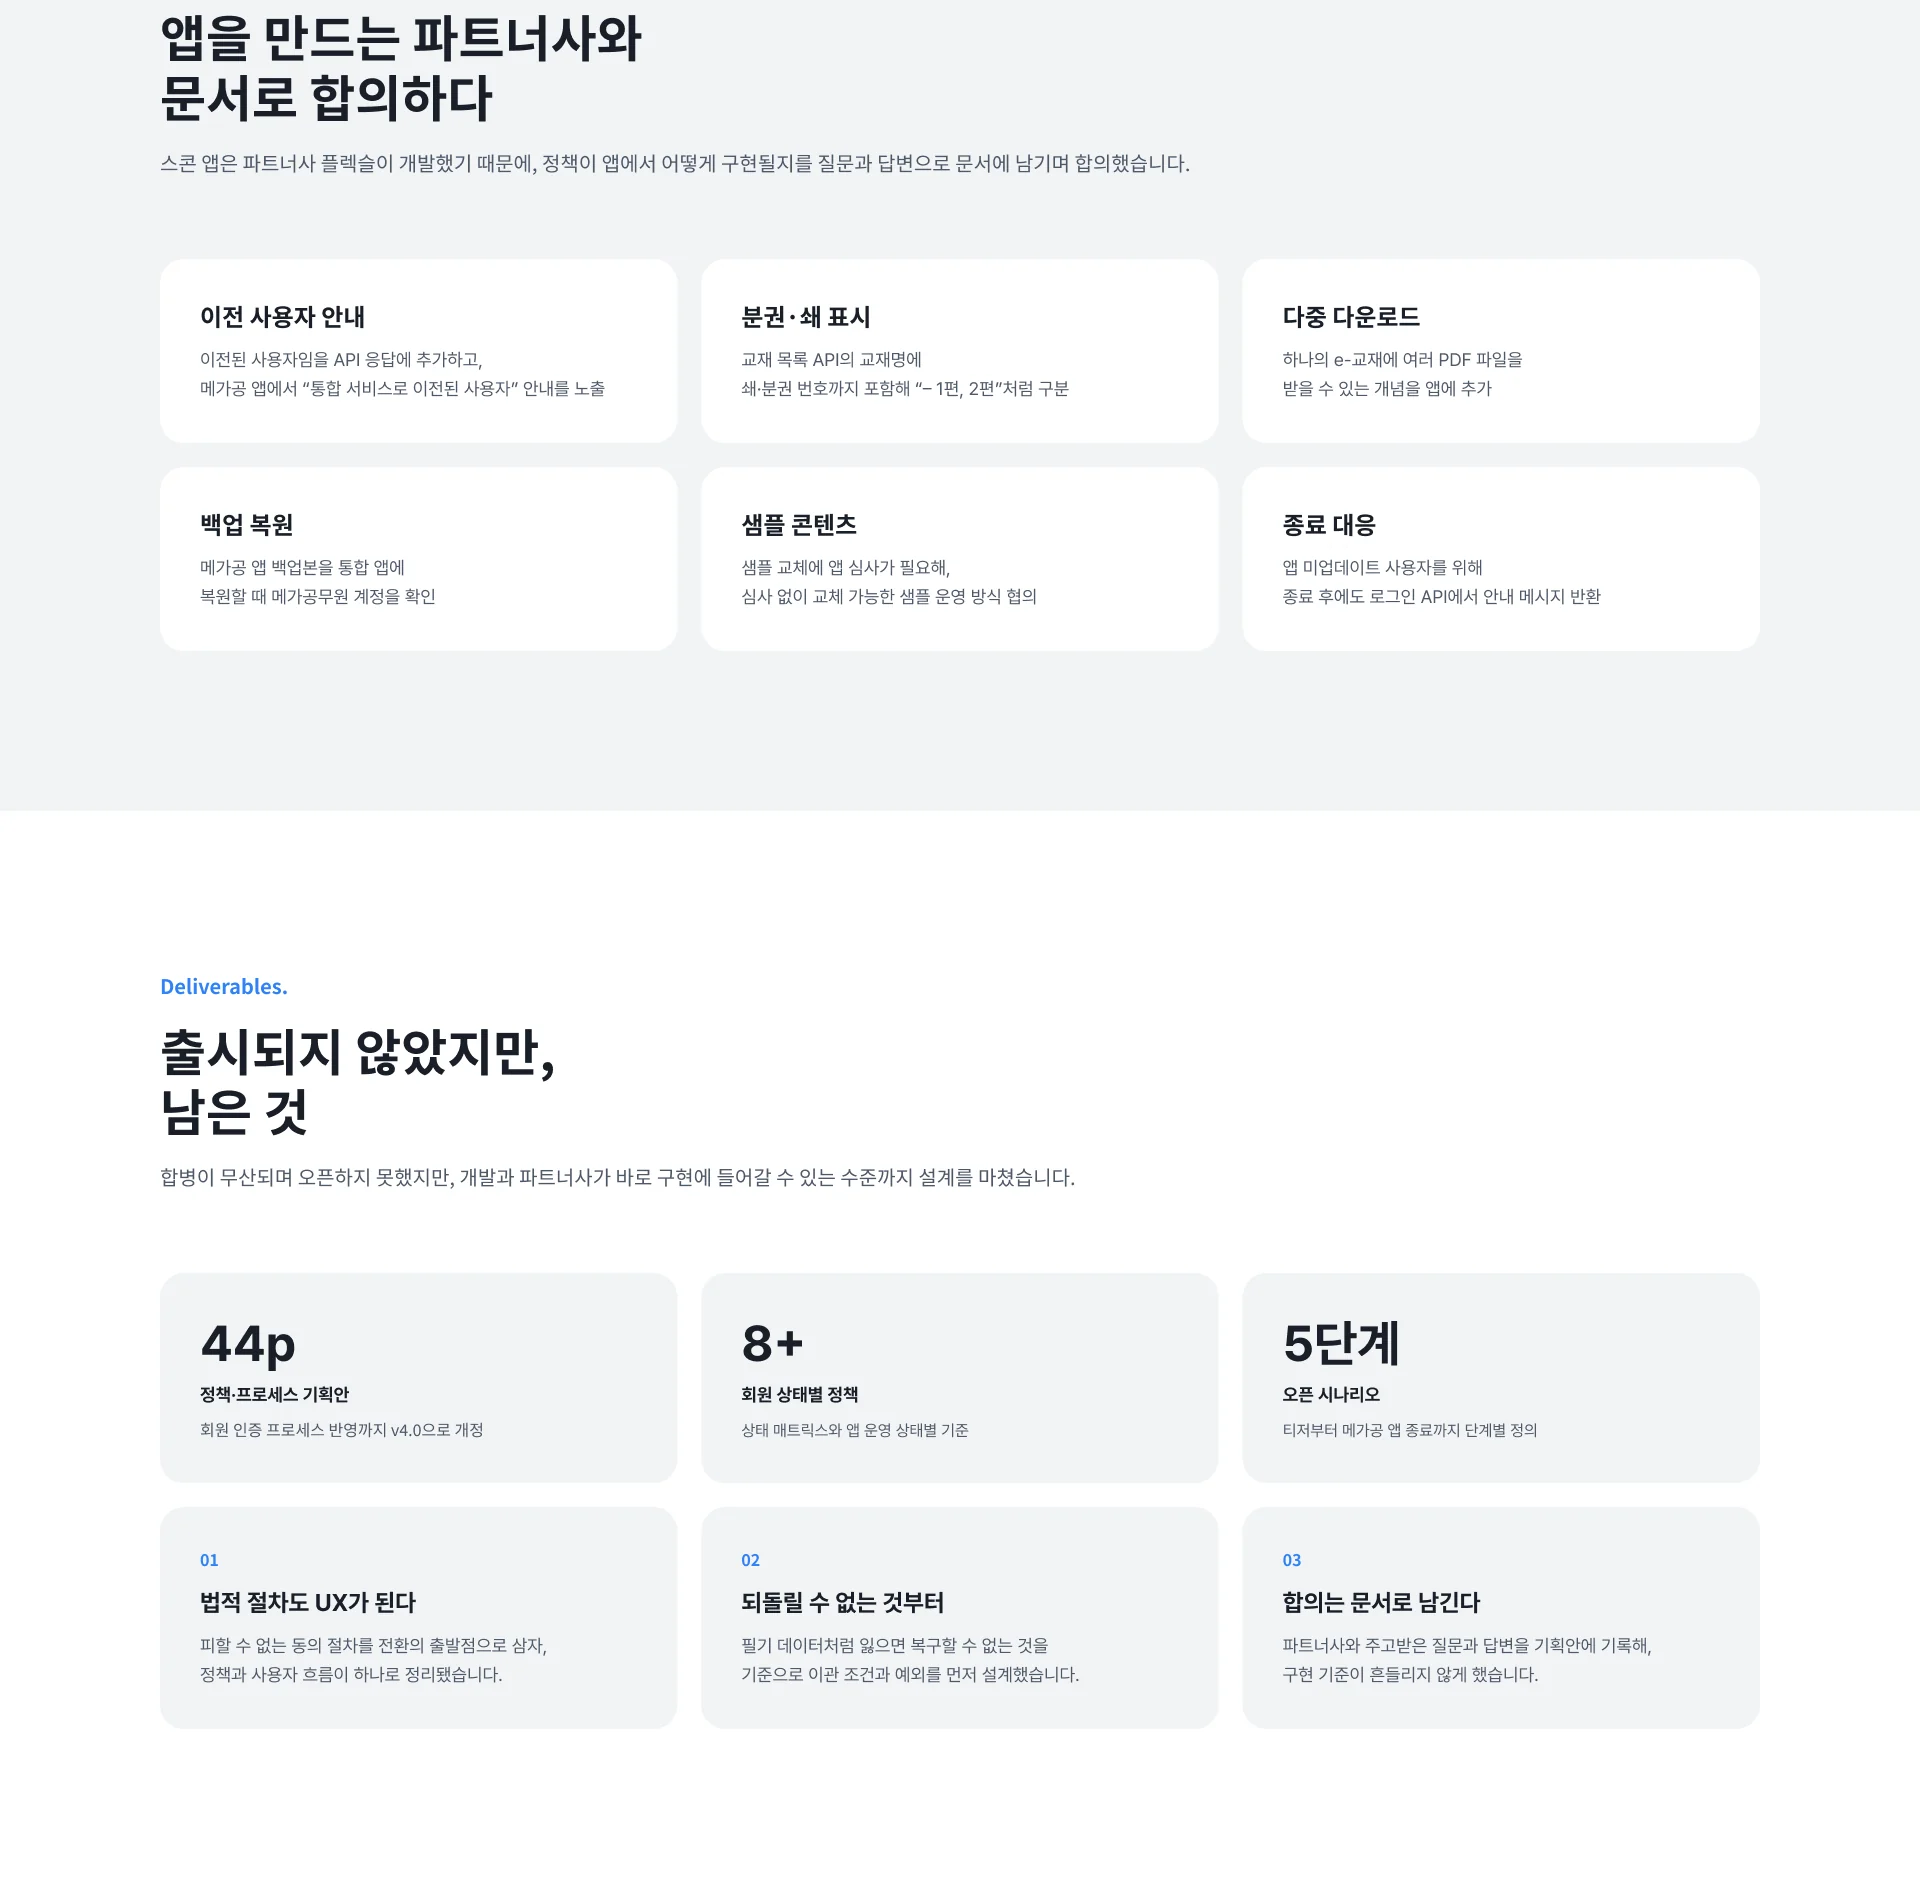 앱을 만드는 파트너사와
문서로 합의하다
스콘 앱은 파트너사 플렉슬이 개발했기 때문에, 정책이 앱에서 어떻게 구현될지를 질문과 답변으로 문서에 남기며 합의했습니다.
이전 사용자 안내
이전된 사용자임을 API 응답에 추가하고,
메가공 앱에서 “통합 서비스로 이전된 사용자” 안내를 노출
분권·쇄 표시
교재 목록 API의 교재명에
쇄·분권 번호까지 포함해 “– 1편, 2편”처럼 구분
다중 다운로드
하나의 e-교재에 여러 PDF 파일을
받을 수 있는 개념을 앱에 추가
백업 복원
메가공 앱 백업본을 통합 앱에
복원할 때 메가공무원 계정을 확인
샘플 콘텐츠
샘플 교체에 앱 심사가 필요해,
심사 없이 교체 가능한 샘플 운영 방식 협의
종료 대응
앱 미업데이트 사용자를 위해
종료 후에도 로그인 API에서 안내 메시지 반환
Deliverables.
출시되지 않았지만,
남은 것
합병이 무산되며 오픈하지 못했지만, 개발과 파트너사가 바로 구현에 들어갈 수 있는 수준까지 설계를 마쳤습니다.
44p
정책·프로세스 기획안
회원 인증 프로세스 반영까지 v4.0으로 개정
8+
회원 상태별 정책
상태 매트릭스와 앱 운영 상태별 기준
5단계
오픈 시나리오
티저부터 메가공 앱 종료까지 단계별 정의
01
법적 절차도 UX가 된다
피할 수 없는 동의 절차를 전환의 출발점으로 삼자,
정책과 사용자 흐름이 하나로 정리됐습니다.
02
되돌릴 수 없는 것부터
필기 데이터처럼 잃으면 복구할 수 없는 것을
기준으로 이관 조건과 예외를 먼저 설계했습니다.
03
합의는 문서로 남긴다
파트너사와 주고받은 질문과 답변을 기획안에 기록해,
구현 기준이 흔들리지 않게 했습니다.